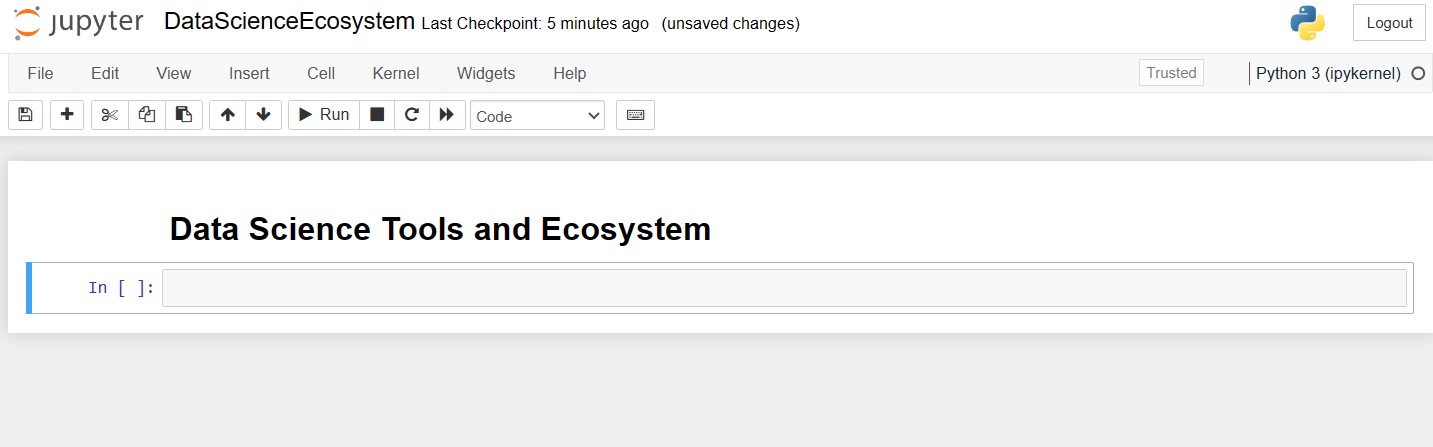 jupyter DataScienceEcosystem Last Checkpoint: 5 minutes ago (unsaved changes) Logout
File Edit View Insert Cell Kernel Widgets Help Trusted Python 3 (ipykernel)
Run Code
Data Science Tools and Ecosystem
In [ ]: